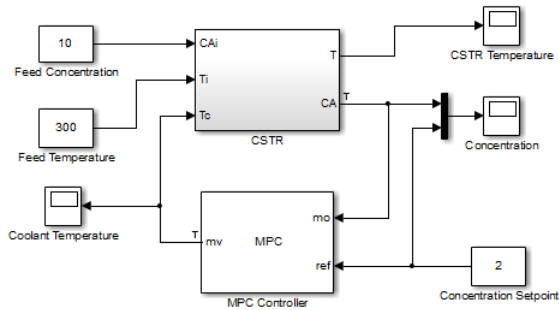 10
Feed Concentration
CAi
Ti
Tc
T
CA
T
CSTR
CSTR Temperature
300
Feed Temperature
Concentration
Coolant Temperature
T
mv
MPC
mo
ref
MPC Controller
2
Concentration Setpoint